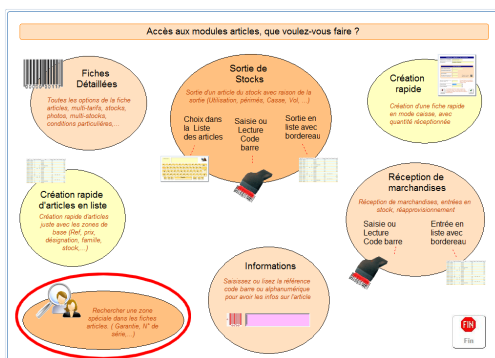 Accès aux modules articles, que voulez-vous faire ?
Fiches
Détaillées
Toutes les options de la fiche
article, multi-tarifs, stocks,
photos, multi-stocks,
conditions particulières,...
Sortie de
Stocks
Sortie d'un article du stock avec raison de la
sortie (Utilisation, périmés, Casse, Vol, ...)
Choix dans
la Liste
des articles
Saisie ou
Lecture
Code
barre
Sortie en
liste avec
bordereau
Création
rapide
Création d'une fiche rapide
en mode caisse, avec
quantité réceptionnée
Création rapide
d'articles en liste
Création rapide d'articles
juste avec les zones de
base (Ref, prix,
désignation, famille,
stock,...)
Réception de
marchandises
Réception de marchandises, entrées en
stock, réapprovisionnement
Saisie ou
Lecture
Code barre
Entrée en
liste avec
bordereau
Informations
Saisissez ou lisez la référence
code barre ou alphanumérique
pour avoir les infos sur l'article
Rechercher une zone
spéciale dans les fiches
articles. ( Garantie, N° de
série,...)
FIN
Fin